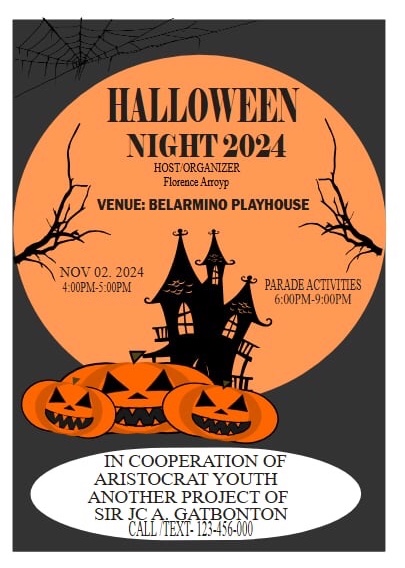 HALLOWEEN
NIGHT 2024
HOST/ORGANIZER
Florence Arroyp
VENUE: BELARMINO PLAYHOUSE
NOV 02. 2024
4:00PM-5:00PM
PARADE ACTIVITIES
6:00PM-9:00PM
IN COOPERATION OF
ARISTOCRAT YOUTH
ANOTHER PROJECT OF
SIR JC A. GATBONTON
CALL /TEXT- 123-456-000